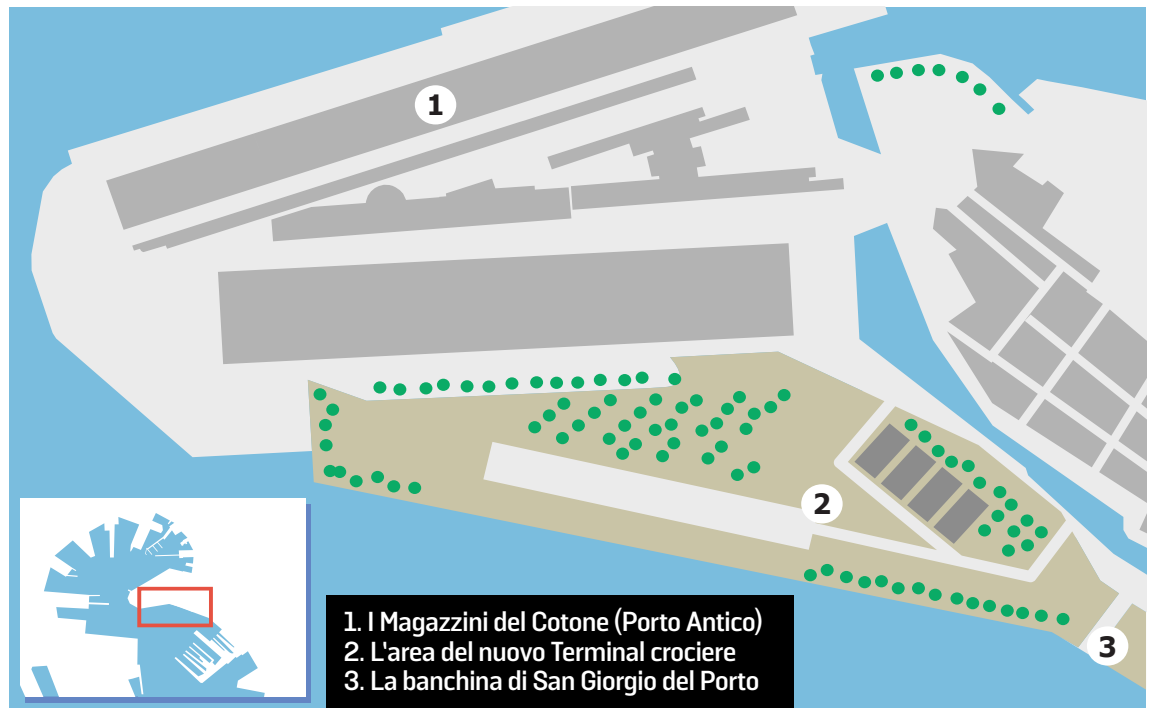 1
2
3
1. I Magazzini del Cotone (Porto Antico)
2. L'area del nuovo Terminal crociere
3. La banchina di San Giorgio del Porto